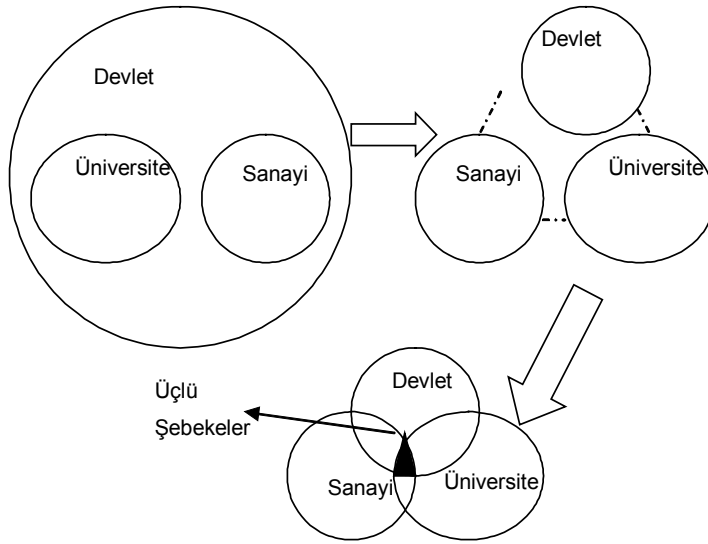 Devlet
Üniversite
Sanayi
Devlet
Sanayi
Üniversite
Üçlü
Şebekeler
Devlet
Sanayi
Üniversite